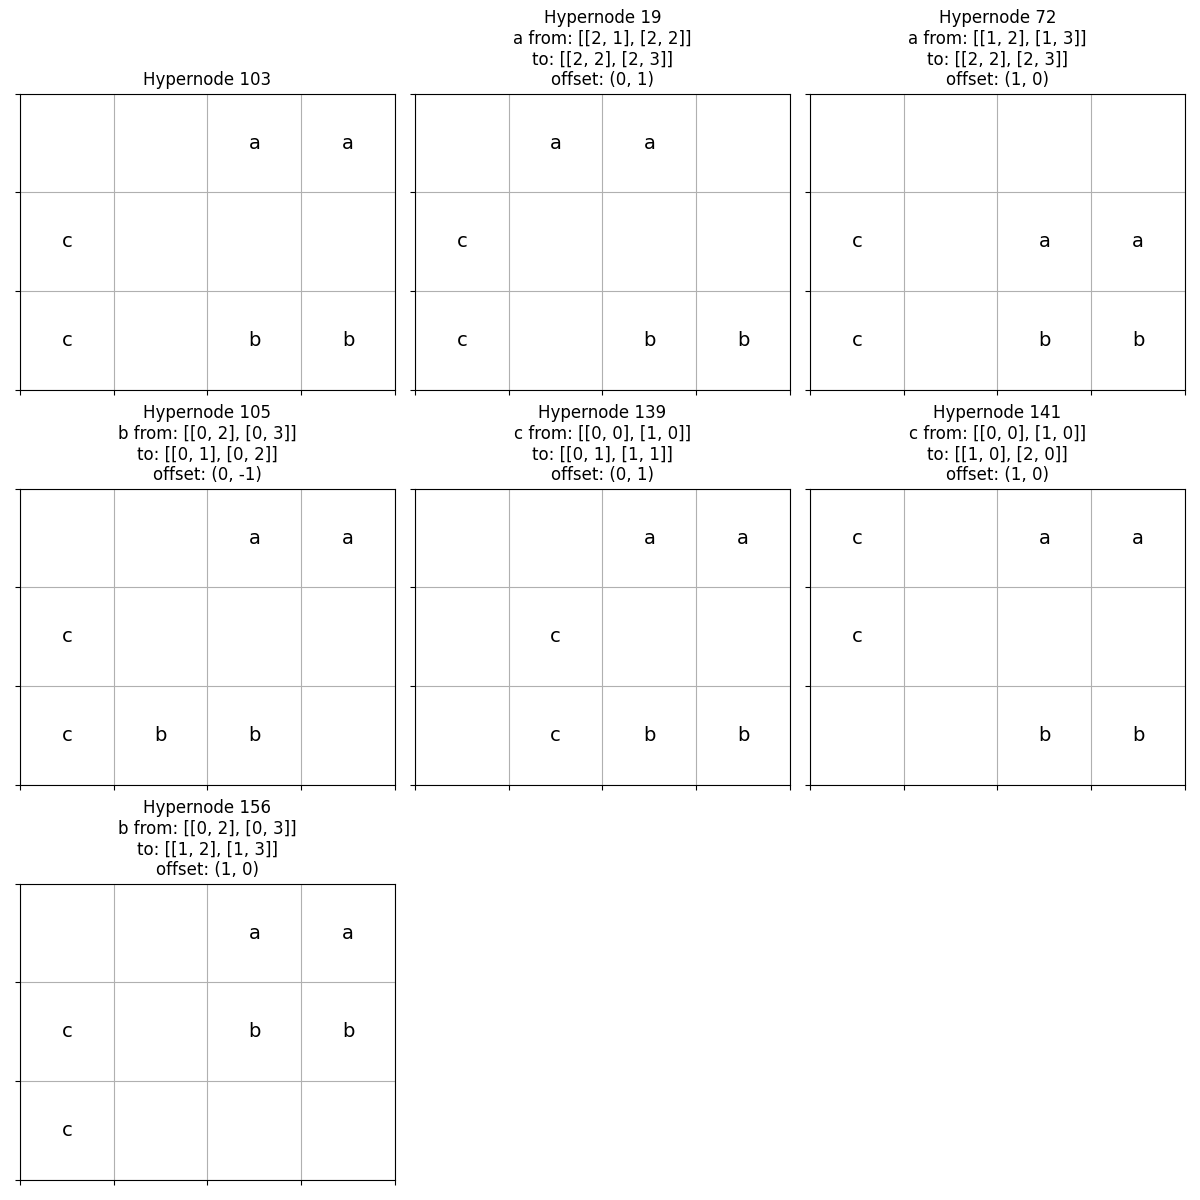 Hypernode 103
a a
c
c b b
Hypernode 19
a from: [[2, 1], [2, 2]]
to: [[2, 2], [2, 3]]
offset: (0, 1)
a a
c
c b b
Hypernode 72
a from: [[1, 2], [1, 3]]
to: [[2, 2], [2, 3]]
offset: (1, 0)
c a a
c b b
Hypernode 105
b from: [[0, 2], [0, 3]]
to: [[0, 1], [0, 2]]
offset: (0, -1)
a a
c
c b b
Hypernode 139
c from: [[0, 0], [1, 0]]
to: [[0, 1], [1, 1]]
offset: (0, 1)
a a
c
c b b
Hypernode 141
c from: [[0, 0], [1, 0]]
to: [[1, 0], [2, 0]]
offset: (1, 0)
c a a
c
b b
Hypernode 156
b from: [[0, 2], [0, 3]]
to: [[1, 2], [1, 3]]
offset: (1, 0)
a a
c b b
c